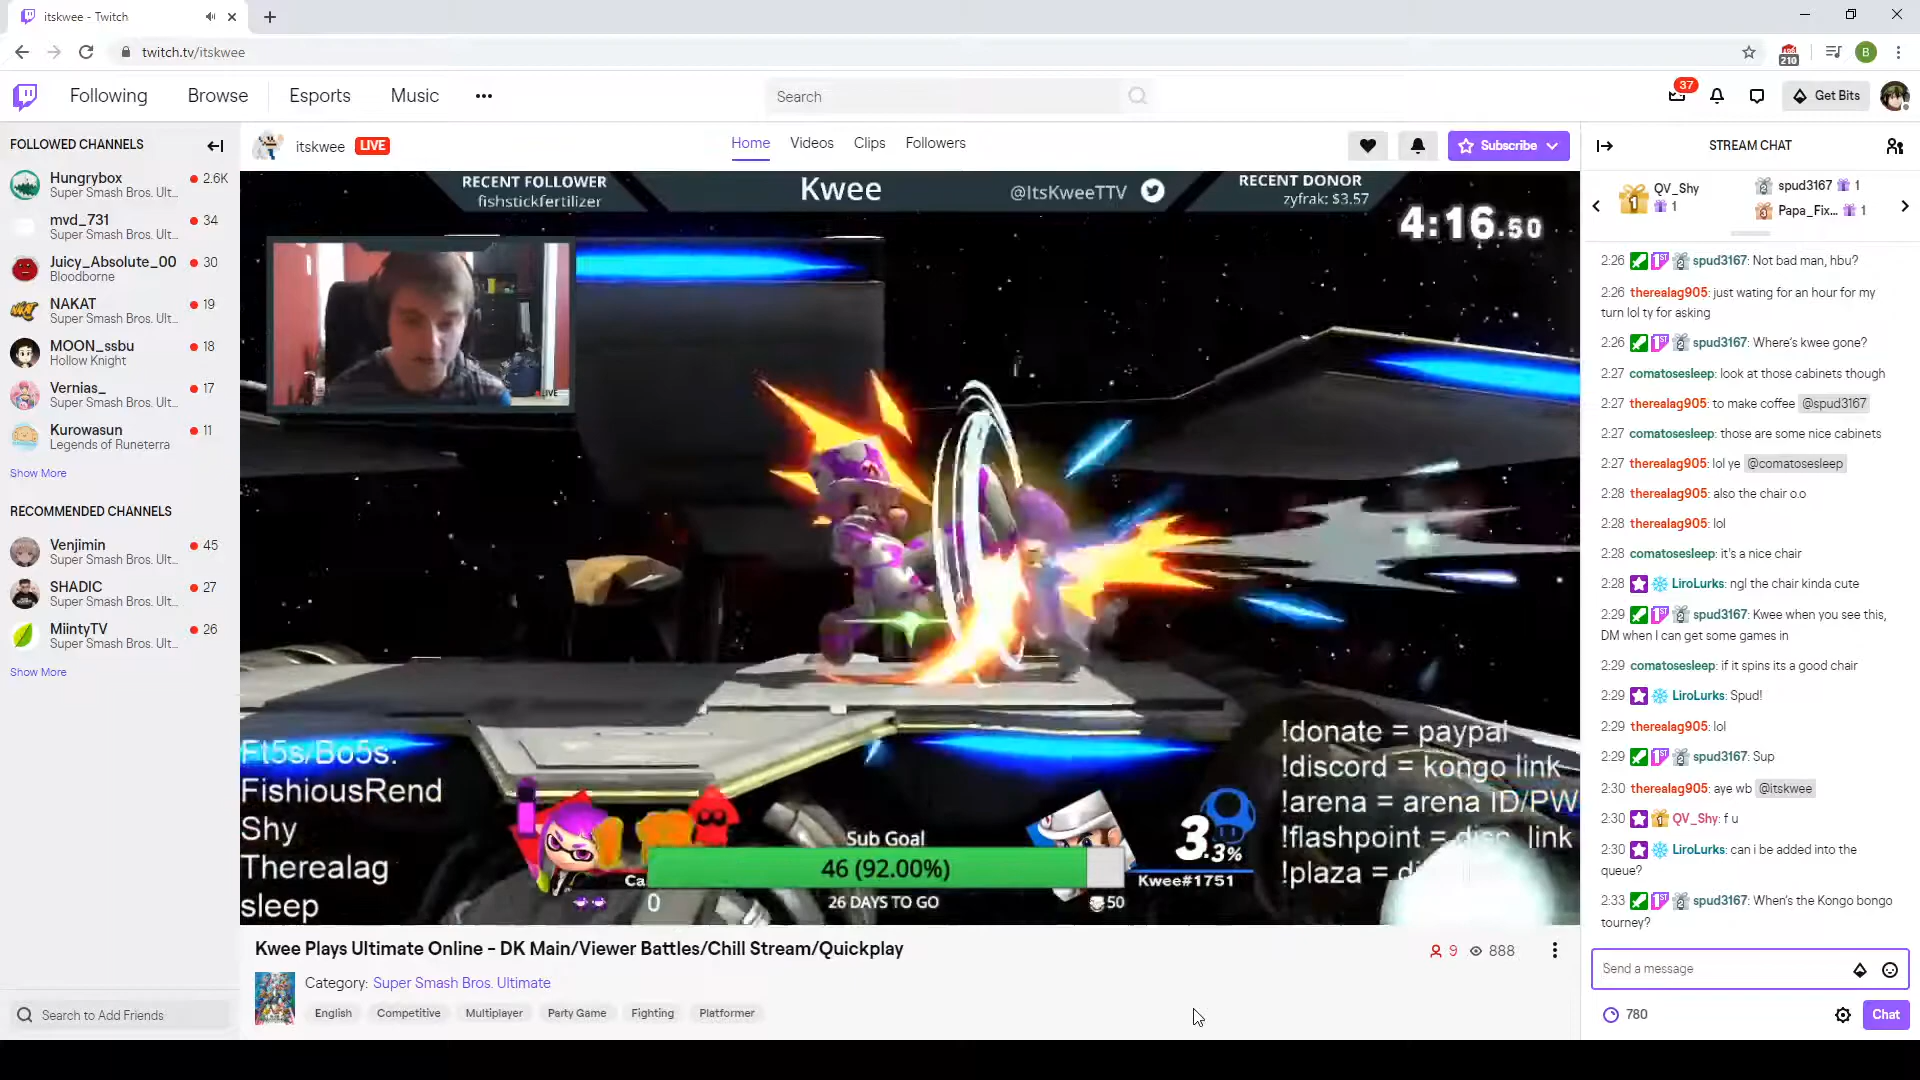 itskwee - Twitch
twitch.tv/itskwee
210
B
Following
Browse
Esports
Music
Search
37
Get Bits
FOLLOWED CHANNELS
Hungrybox
2.6K
Super Smash Bros. Ult...
mvd_731
34
Super Smash Bros. Ult...
Juicy_Absolute_00
30
Bloodborne
NAKAT
19
Super Smash Bros. Ult...
MOON_ssbu
18
Hollow Knight
Vernias_
17
Super Smash Bros. Ult...
Kurowasun
11
Legends of Runeterra
Show More
RECOMMENDED CHANNELS
Venjimin
45
Super Smash Bros. Ult...
SHADIC
27
Super Smash Bros. Ult...
MiintyTV
26
Super Smash Bros. Ult...
Show More
Search to Add Friends
itskwee
LIVE
Home
Videos
Clips
Followers
Subscribe
RECENT FOLLOWER
fishstickfertilizer
Kwee
@ItsKweeTTV
RECENT DONOR
zyfrak: $3.57
4:16.50
LIVE
Ft5s/Bo5s:
FishiousRend
Shy
Therealag
sleep
Sub Goal
46 (92.00%)
0
26 DAYS TO GO
50
Ca
3.3%
Kwee#1751
!donate = paypal
!discord = kongo link
!arena = arena ID/PW
!flashpoint = disc link
!plaza = d
Kwee Plays Ultimate Online - DK Main/Viewer Battles/Chill Stream/Quickplay
9
888
Category: Super Smash Bros. Ultimate
English
Competitive
Multiplayer
Party Game
Fighting
Platformer
STREAM CHAT
1
QV_Shy
1
2
spud3167
1
3
Papa_Fix...
1
2:26 spud3167: Not bad man, hbu?
2:26 therealag905: just wating for an hour for my
turn lol ty for asking
2:26 spud3167: Where's kwee gone?
2:27 comatosesleep: look at those cabinets though
2:27 therealag905: to make coffee @spud3167
2:27 comatosesleep: those are some nice cabinets
2:27 therealag905: lol ye @comatosesleep
2:28 therealag905: also the chair o.o
2:28 therealag905: lol
2:28 comatosesleep: it's a nice chair
2:28 LiroLurks: ngl the chair kinda cute
2:29 spud3167: Kwee when you see this,
DM when I can get some games in
2:29 comatosesleep: if it spins its a good chair
2:29 LiroLurks: Spud!
2:29 therealag905: lol
2:29 spud3167: Sup
2:30 therealag905: aye wb @itskwee
2:30 QV_Shy: f u
2:30 LiroLurks: can i be added into the
queue?
2:33 spud3167: When's the Kongo bongo
tourney?
Send a message
780
Chat